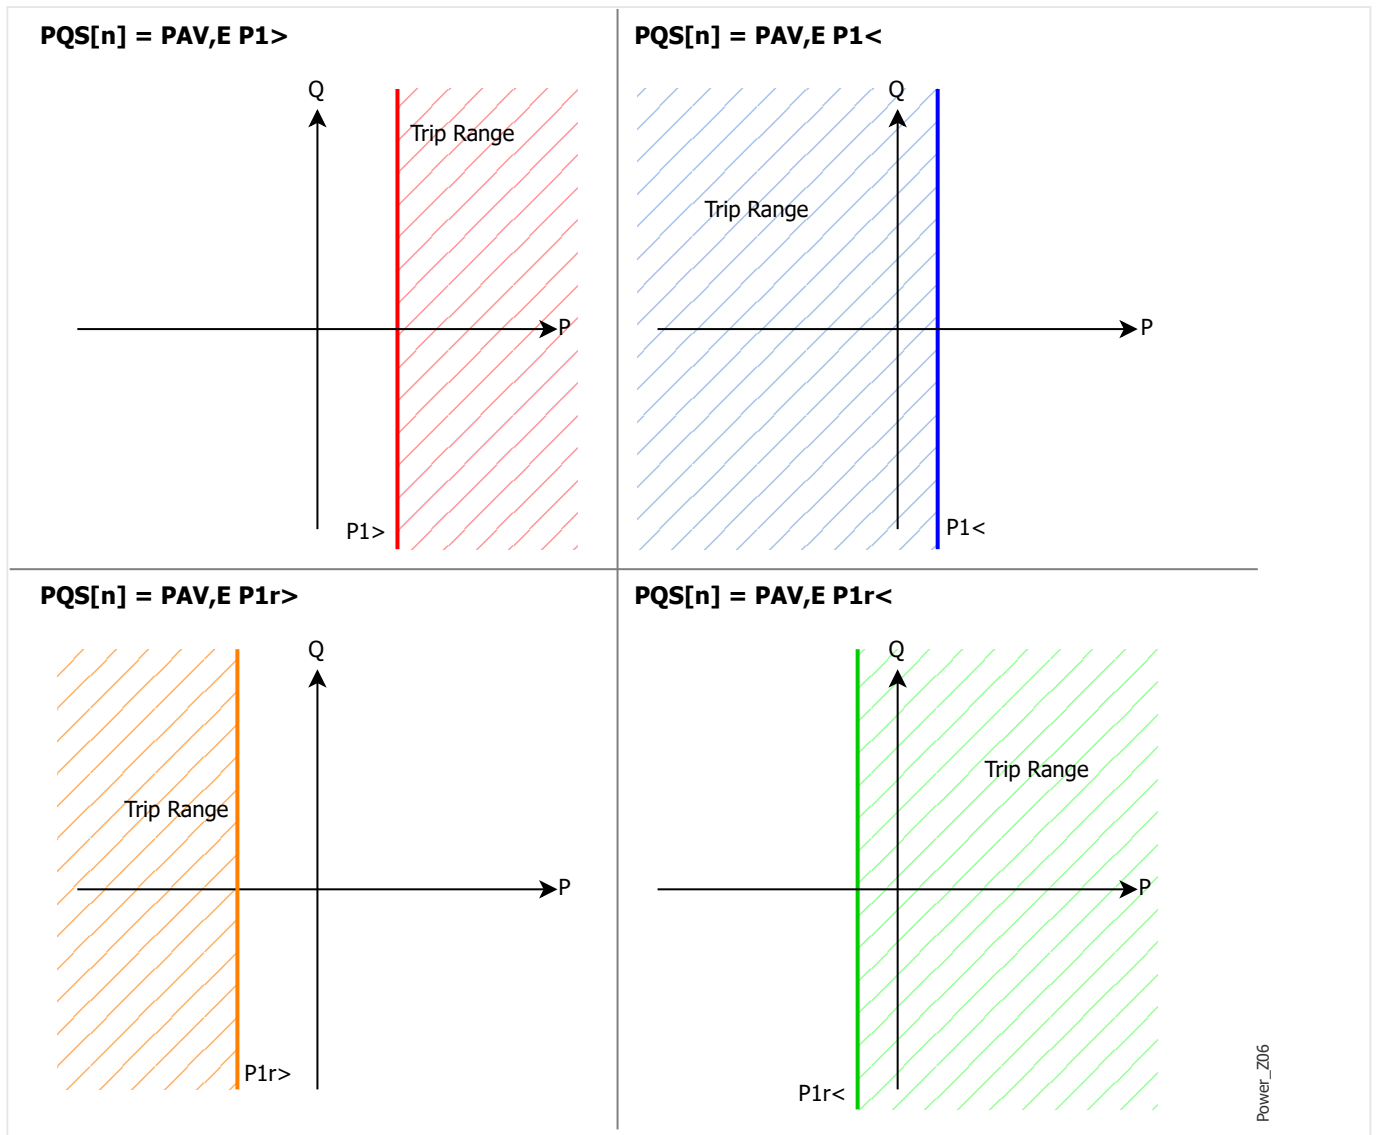 PQS[n] = PAV,E P1>
Q
Trip Range
P
P1>
PQS[n] = PAV,E P1<
Q
Trip Range
P
P1<
PQS[n] = PAV,E P1r>
Q
Trip Range
P
P1r>
PQS[n] = PAV,E P1r<
Q
Trip Range
P
P1r<
Power_Z06